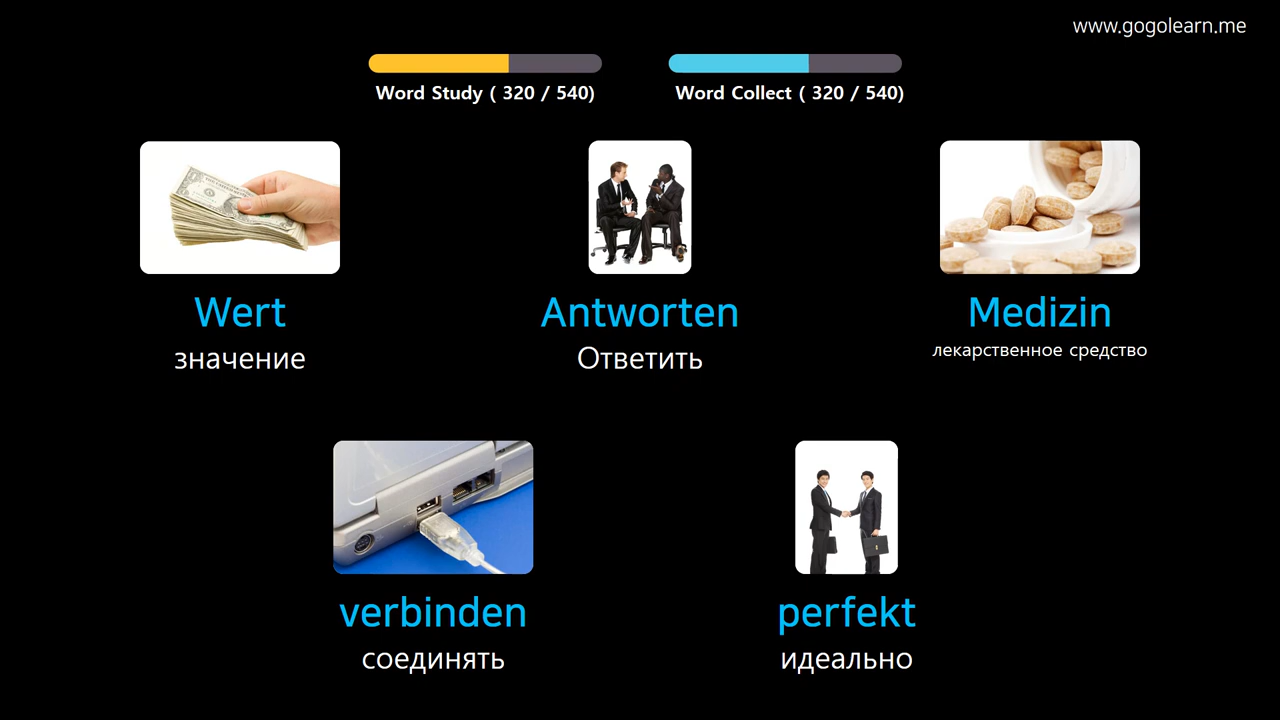 www.gogolearn.me
Word Study ( 320 / 540)
Word Collect ( 320 / 540)
Wert
значение
Antworten
Ответить
Medizin
лекарственное средство
verbinden
соединять
perfekt
идеально